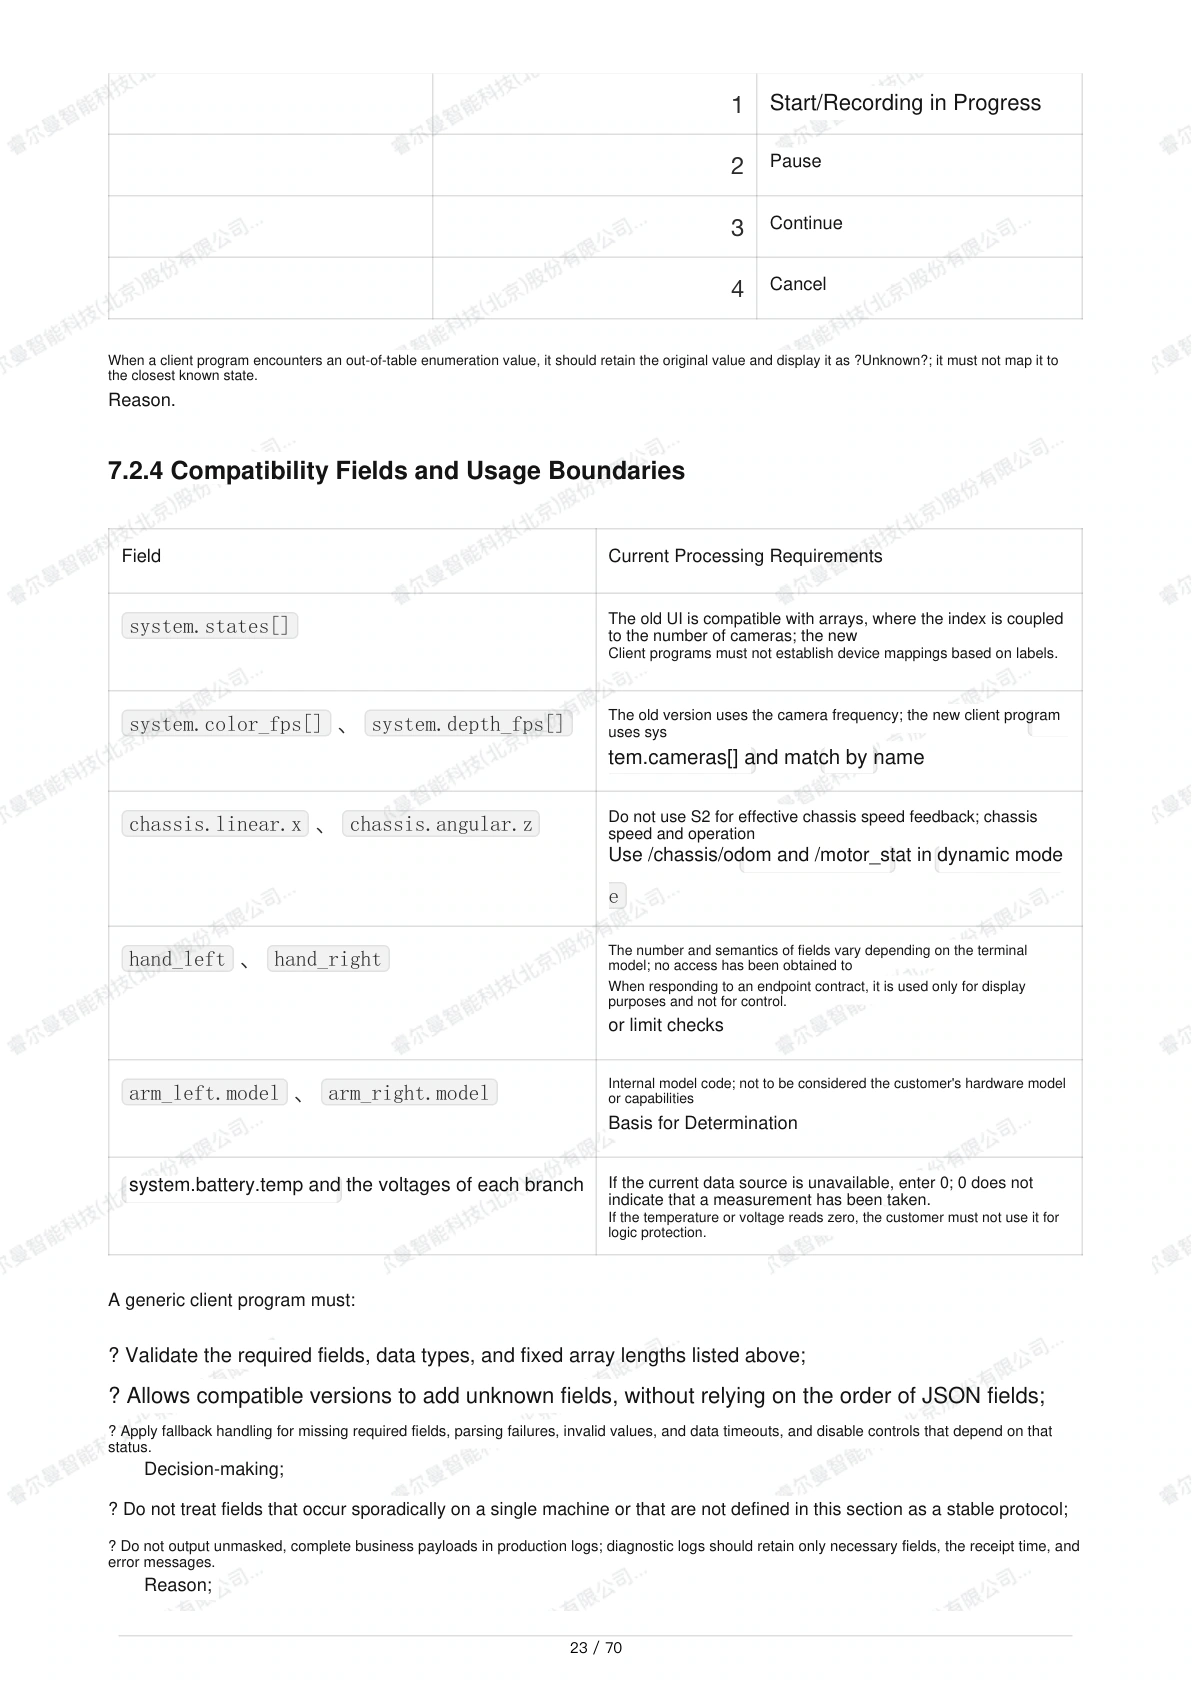 1 Start/Recording in Progress
2 Pause
3 Continue
4 Cancel
When a client program encounters an out-of-table enumeration value, it should retain the original value and display it as ?Unknown?; it must not map it to
the closest known state.
Reason.
7.2.4 Compatibility Fields and Usage Boundaries
Field Current Processing Requirements
system.states[]
The old UI is compatible with arrays, where the index is coupled
to the number of cameras; the new
Client programs must not establish device mappings based on labels.
system.color_fps[] 、 system.depth_fps[]
The old version uses the camera frequency; the new client program
uses sys
tem.cameras[] and match by name
chassis.linear.x 、 chassis.angular.z
Do not use S2 for effective chassis speed feedback; chassis
speed and operation
Use /chassis/odom and /motor_stat in dynamic mode
e
hand_left 、 hand_right
The number and semantics of fields vary depending on the terminal
model; no access has been obtained to
When responding to an endpoint contract, it is used only for display
purposes and not for control.
or limit checks
arm_left.model 、 arm_right.model
Internal model code; not to be considered the customer's hardware model
or capabilities
Basis for Determination
system.battery.temp and the voltages of each branch
If the current data source is unavailable, enter 0; 0 does not
indicate that a measurement has been taken.
If the temperature or voltage reads zero, the customer must not use it for
logic protection.
A generic client program must:
? Validate the required fields, data types, and fixed array lengths listed above;
? Allows compatible versions to add unknown fields, without relying on the order of JSON fields;
? Apply fallback handling for missing required fields, parsing failures, invalid values, and data timeouts, and disable controls that depend on that
status.
Decision-making;
? Do not treat fields that occur sporadically on a single machine or that are not defined in this section as a stable protocol;
? Do not output unmasked, complete business payloads in production logs; diagnostic logs should retain only necessary fields, the receipt time, and
error messages.
Reason;
23 / 70
睿尔曼智能科技(北京)股份有限公司...